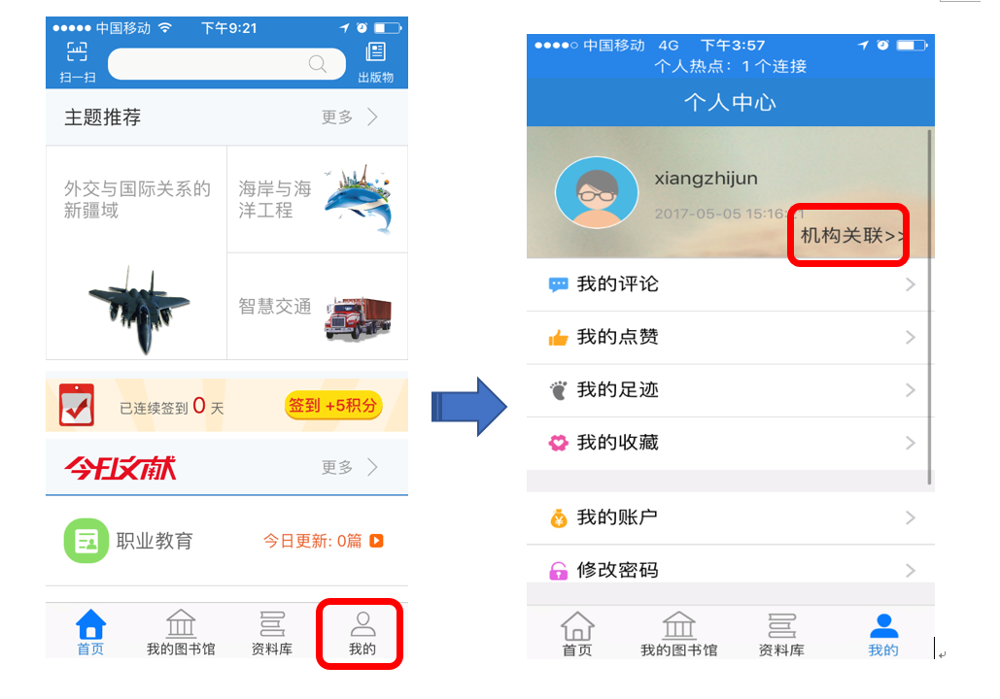 中国移动 下午9:21
扫一扫
出版物
主题推荐
更多
外交与国际关系的
新疆域
海岸与海
洋工程
智慧交通
已连续签到 0 天
签到 +5积分
今日文献
更多
职业教育
今日更新: 0篇
首页
我的图书馆
资料库
我的
中国移动 4G 下午3:57
个人热点：1 个连接
个人中心
xiangzhijun
2017-05-05 15:16:21
机构关联>>
我的评论
我的点赞
我的足迹
我的收藏
我的账户
修改密码
首页
我的图书馆
资料库
我的